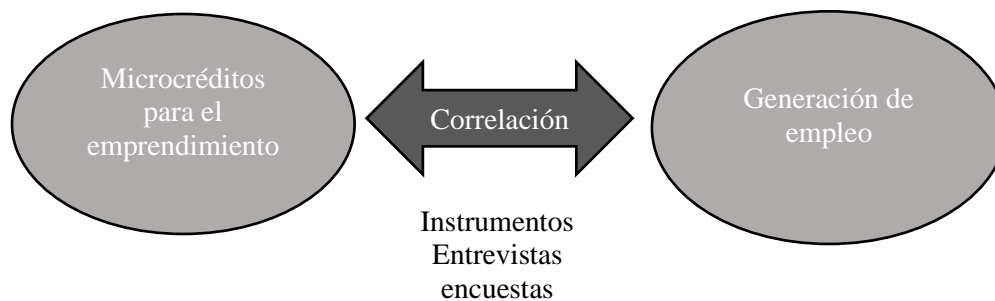 Microcréditos
para el
emprendimiento
Correlación
Generación de
empleo
Instrumentos
Entrevistas
encuestas